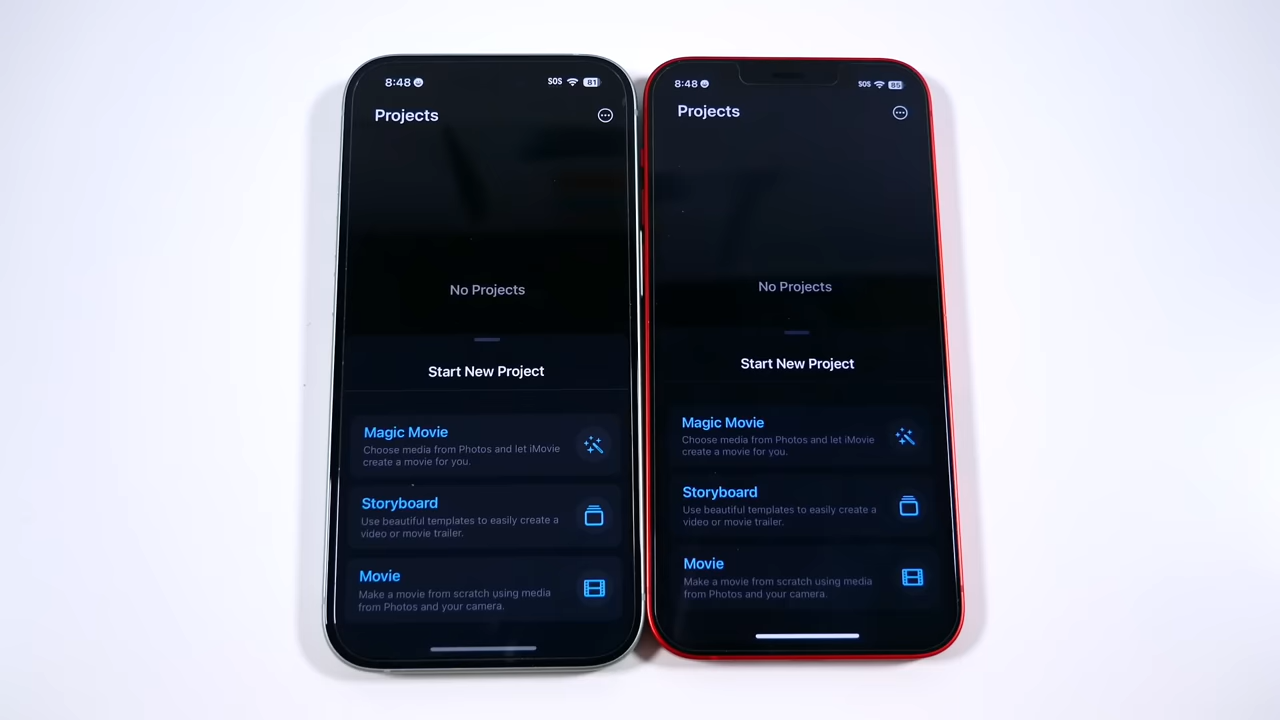 8:48
SOS 81
Projects
No Projects
Start New Project
Magic Movie
Choose media from Photos and let iMovie
create a movie for you.
Storyboard
Use beautiful templates to easily create a
video or movie trailer.
Movie
Make a movie from scratch using media
from Photos and your camera.
8:48
SOS 85
Projects
No Projects
Start New Project
Magic Movie
Choose media from Photos and let iMovie
create a movie for you.
Storyboard
Use beautiful templates to easily create a
video or movie trailer.
Movie
Make a movie from scratch using media
from Photos and your camera.